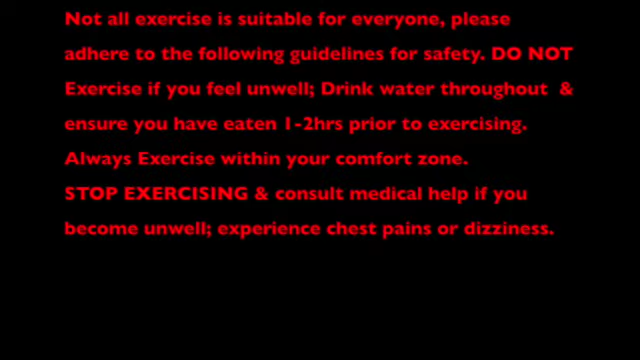 Not all exercise is suitable for everyone, please
adhere to the following guidelines for safety. DO NOT
Exercise if you feel unwell; Drink water throughout &
ensure you have eaten 1-2hrs prior to exercising.
Always Exercise within your comfort zone.
STOP EXERCISING & consult medical help if you
become unwell; experience chest pains or dizziness.